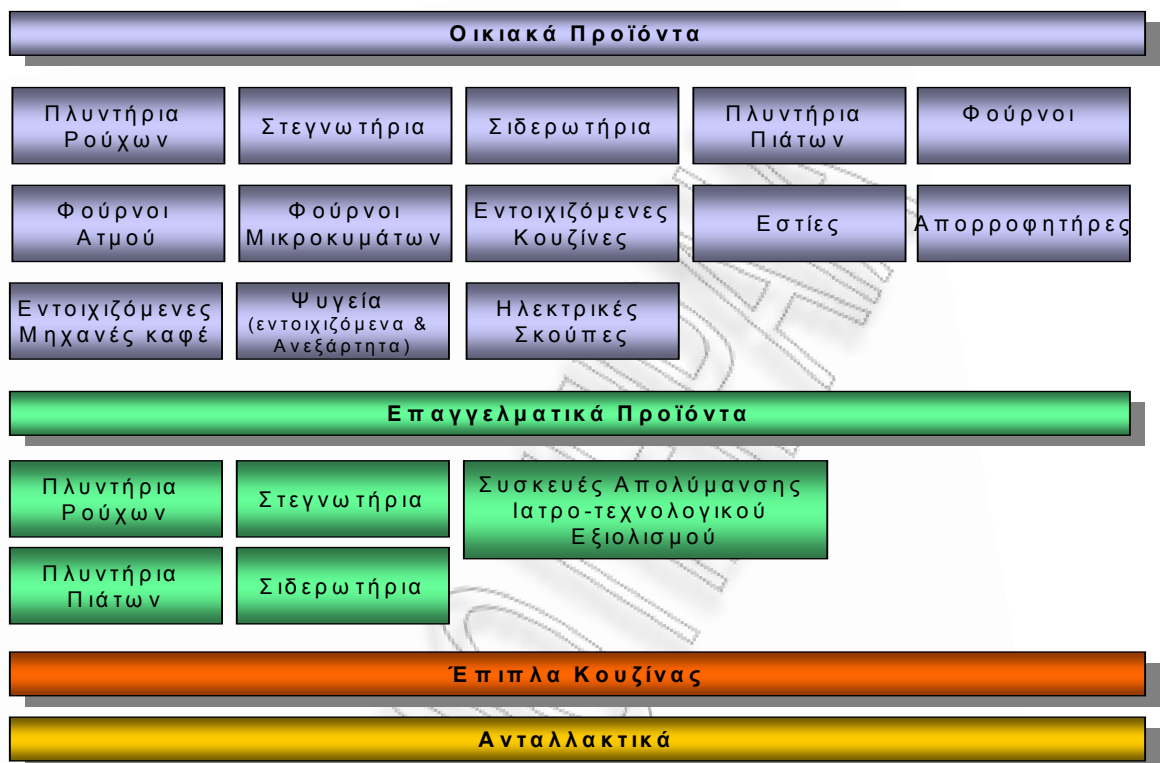 Οικιακά Προϊόντα
Πλυντήρια
Ρούχων
Στεγνωτήρια
Σιδερωτήρια
Πλυντήρια
Πιάτων
Φούρνοι
Φούρνοι
Ατμού
Φούρνοι
Μικροκυμάτων
Εντοιχιζόμενες
Κουζίνες
Εστίες
Απορροφητήρες
Εντοιχιζόμενες
Μηχανές καφέ
Ψυγεία
(εντοιχιζόμενα &
Ανεξάρτητα)
Ηλεκτρικές
Σκούπες
Επαγγελματικά Προϊόντα
Πλυντήρια
Ρούχων
Στεγνωτήρια
Συσκευές Απολύμανσης
Ιατρο-τεχνολογικού
Εξιολισμού
Πλυντήρια
Πιάτων
Σιδερωτήρια
Έπιπλα Κουζίνας
Ανταλλακτικά